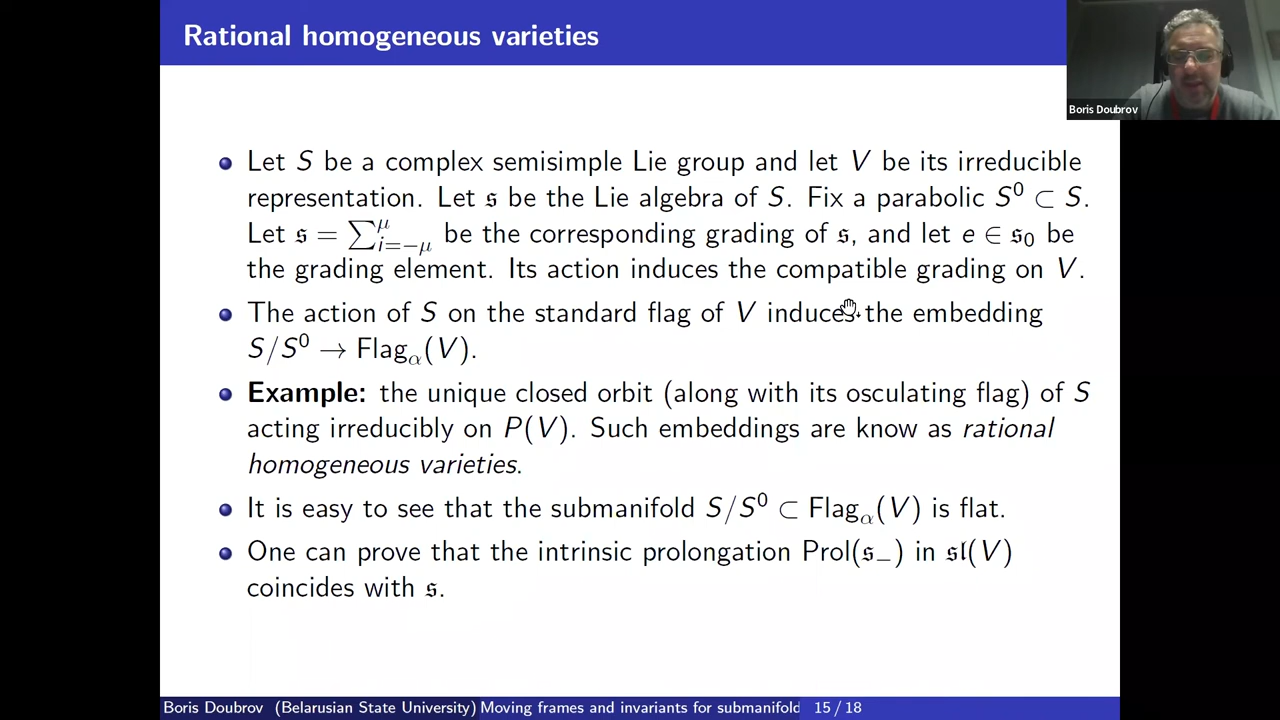 Rational homogeneous varieties
Boris Doubrov
Let S be a complex semisimple Lie group and let V be its irreducible
representation. Let 𝔰 be the Lie algebra of S. Fix a parabolic S⁰ ⊂ S.
Let 𝔰 = ∑_{i=−μ}^{μ} be the corresponding grading of 𝔰, and let e ∈ 𝔰₀ be
the grading element. Its action induces the compatible grading on V.
The action of S on the standard flag of V induces the embedding
S/S⁰ → Flag_α(V).
Example: the unique closed orbit (along with its osculating flag) of S
acting irreducibly on P(V). Such embeddings are know as rational
homogeneous varieties.
It is easy to see that the submanifold S/S⁰ ⊂ Flag_α(V) is flat.
One can prove that the intrinsic prolongation Prol(𝔰₋) in 𝔰𝔩(V)
coincides with 𝔰.
Boris Doubrov (Belarusian State University) Moving frames and invariants for submanifold 15 / 18